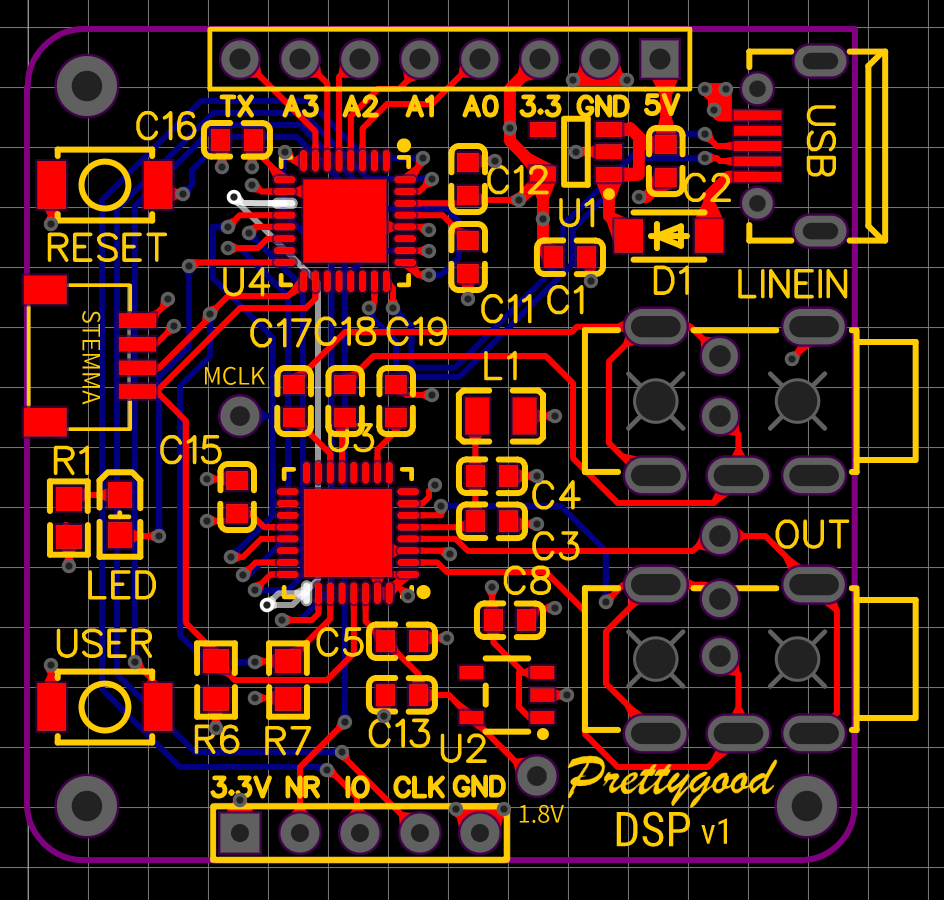 TX A3 A2 A1 A0 3.3 GND 5V
C16
USB
C12
C2
U1
RESET
U4
D1
LINEIN
C11 C1
C17 C18 C19
STEMMA
L1
MCLK
U3
C15
R1
C4
OUT
C3
LED
C8
USER
C5
R6 R7
C13
U2
3.3V NR IO CLK GND
Prettygood
1.8V
DSP v1